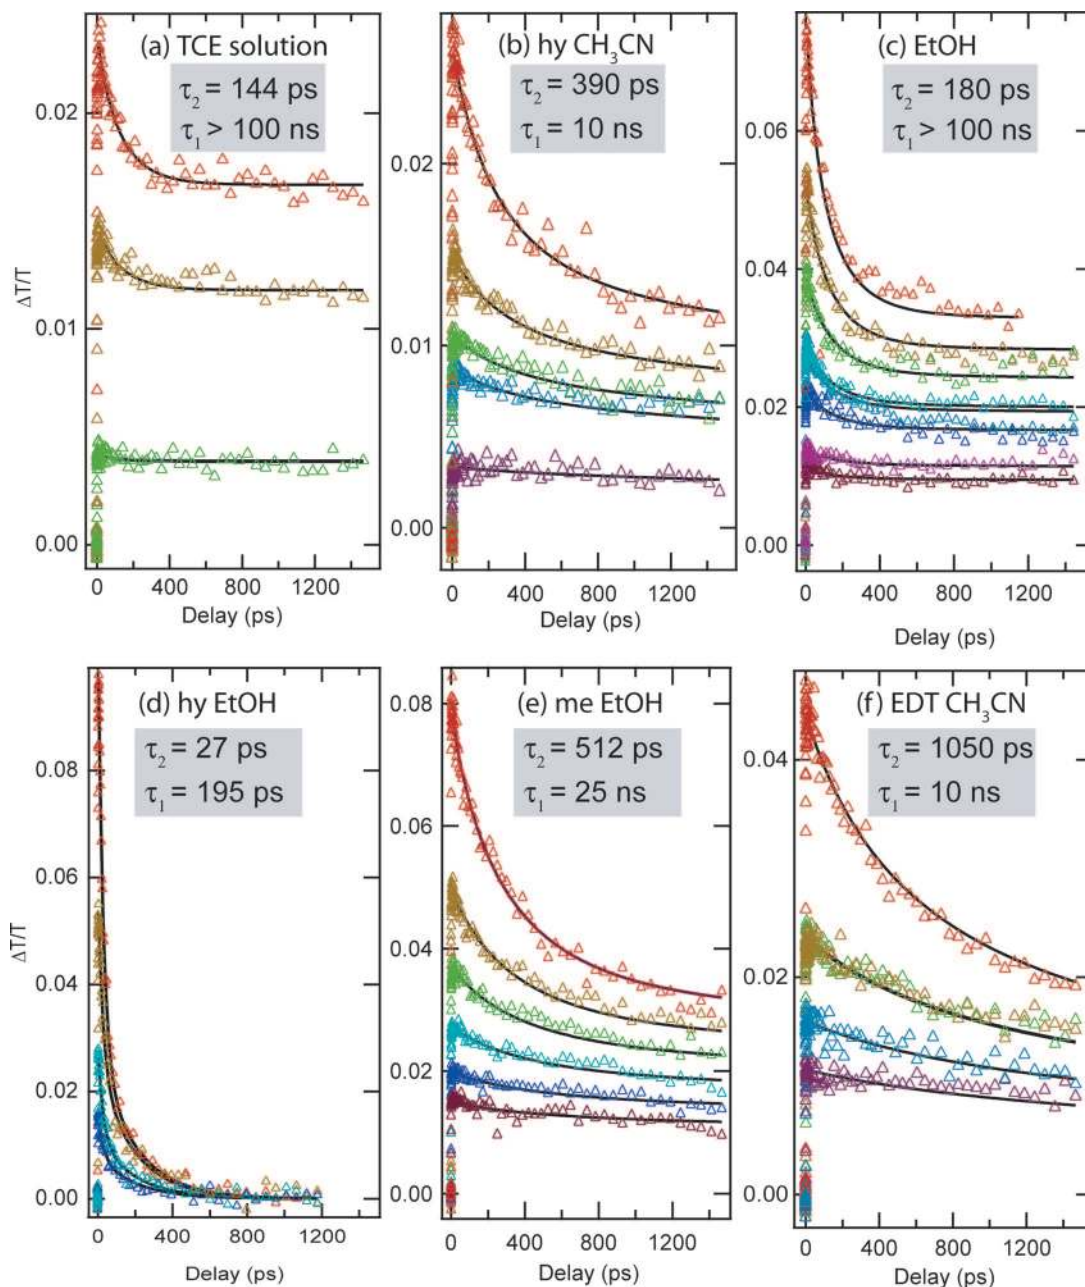 (a) TCE solution
τ₂ = 144 ps
τ₁ > 100 ns
0.02
0.01
0.00
ΔT/T
0 400 800 1200
Delay (ps)
(b) hy CH₃CN
τ₂ = 390 ps
τ₁ = 10 ns
0.02
0.01
0.00
0 400 800 1200
Delay (ps)
(c) EtOH
τ₂ = 180 ps
τ₁ > 100 ns
0.06
0.04
0.02
0.00
0 400 800 1200
Delay (ps)
(d) hy EtOH
τ₂ = 27 ps
τ₁ = 195 ps
0.08
0.06
0.04
0.02
0.00
ΔT/T
0 400 800 1200
Delay (ps)
(e) me EtOH
τ₂ = 512 ps
τ₁ = 25 ns
0.08
0.06
0.04
0.02
0.00
0 400 800 1200
Delay (ps)
(f) EDT CH₃CN
τ₂ = 1050 ps
τ₁ = 10 ns
0.04
0.02
0.00
0 400 800 1200
Delay (ps)